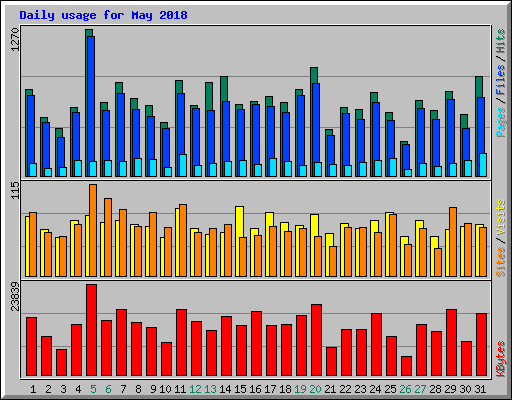 Daily usage for May 2018
1270
Pages / Files / Hits
115
Sites / Visits
23839
KBytes
1 2 3 4 5 6 7 8 9 10 11 12 13 14 15 16 17 18 19 20 21 22 23 24 25 26 27 28 29 30 31